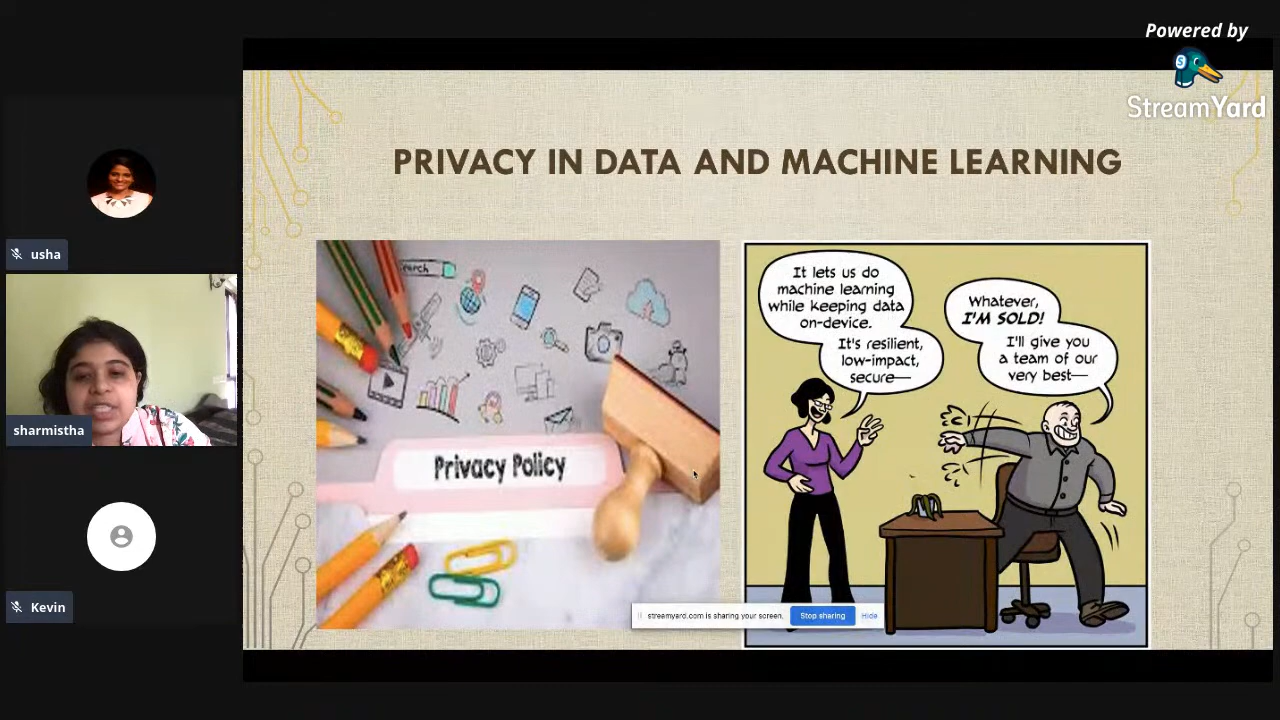 Powered by
StreamYard
PRIVACY IN DATA AND MACHINE LEARNING
usha
sharmistha
Kevin
earch
Privacy Policy
It lets us do
machine learning
while keeping data
on-device.
It's resilient,
low-impact,
secure—
Whatever,
I'M SOLD!
I'll give you
a team of our
very best—
streamyard.com is sharing your screen.
Stop sharing
Hide